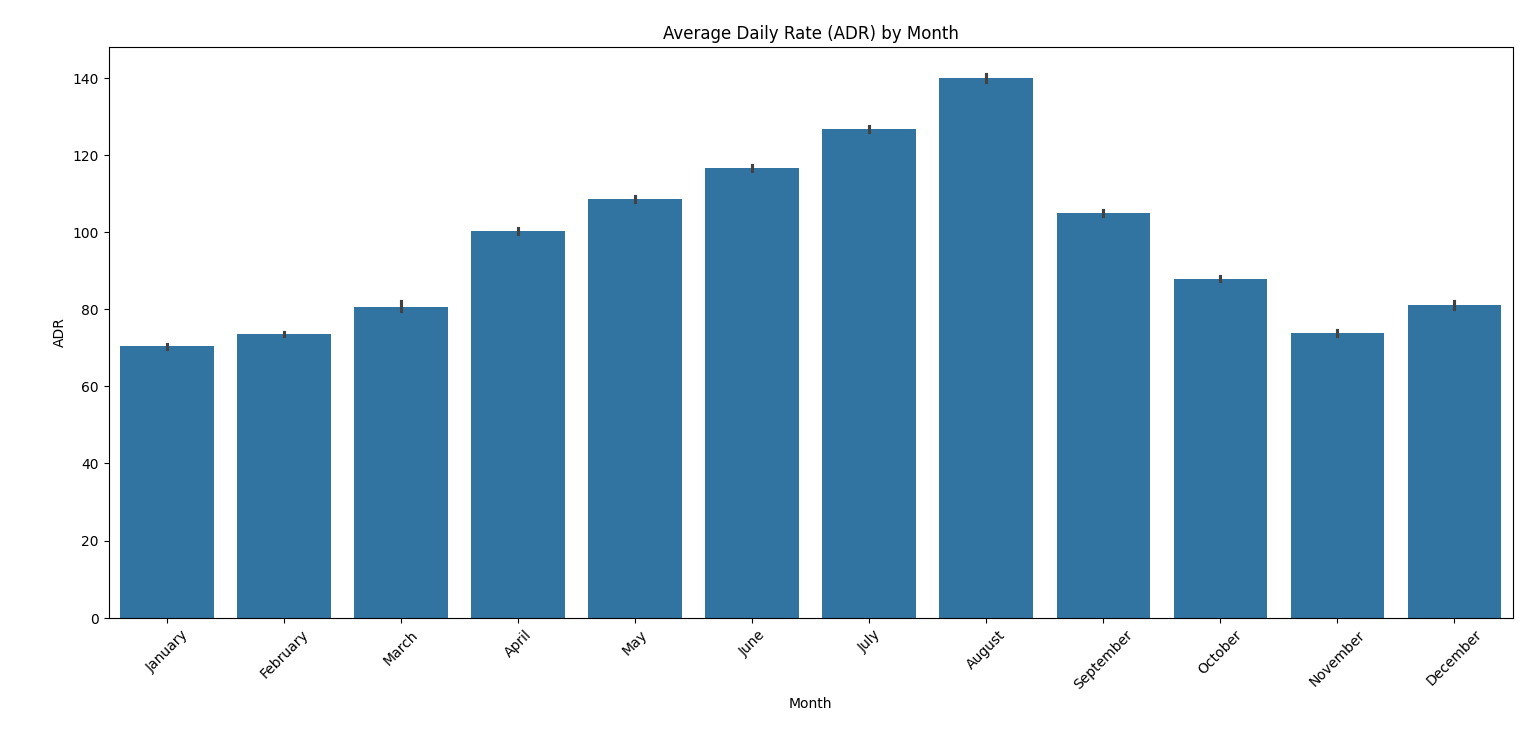 Average Daily Rate (ADR) by Month
140
120
100
80
60
40
20
0
ADR
January
February
March
April
May
June
July
August
September
October
November
December
Month